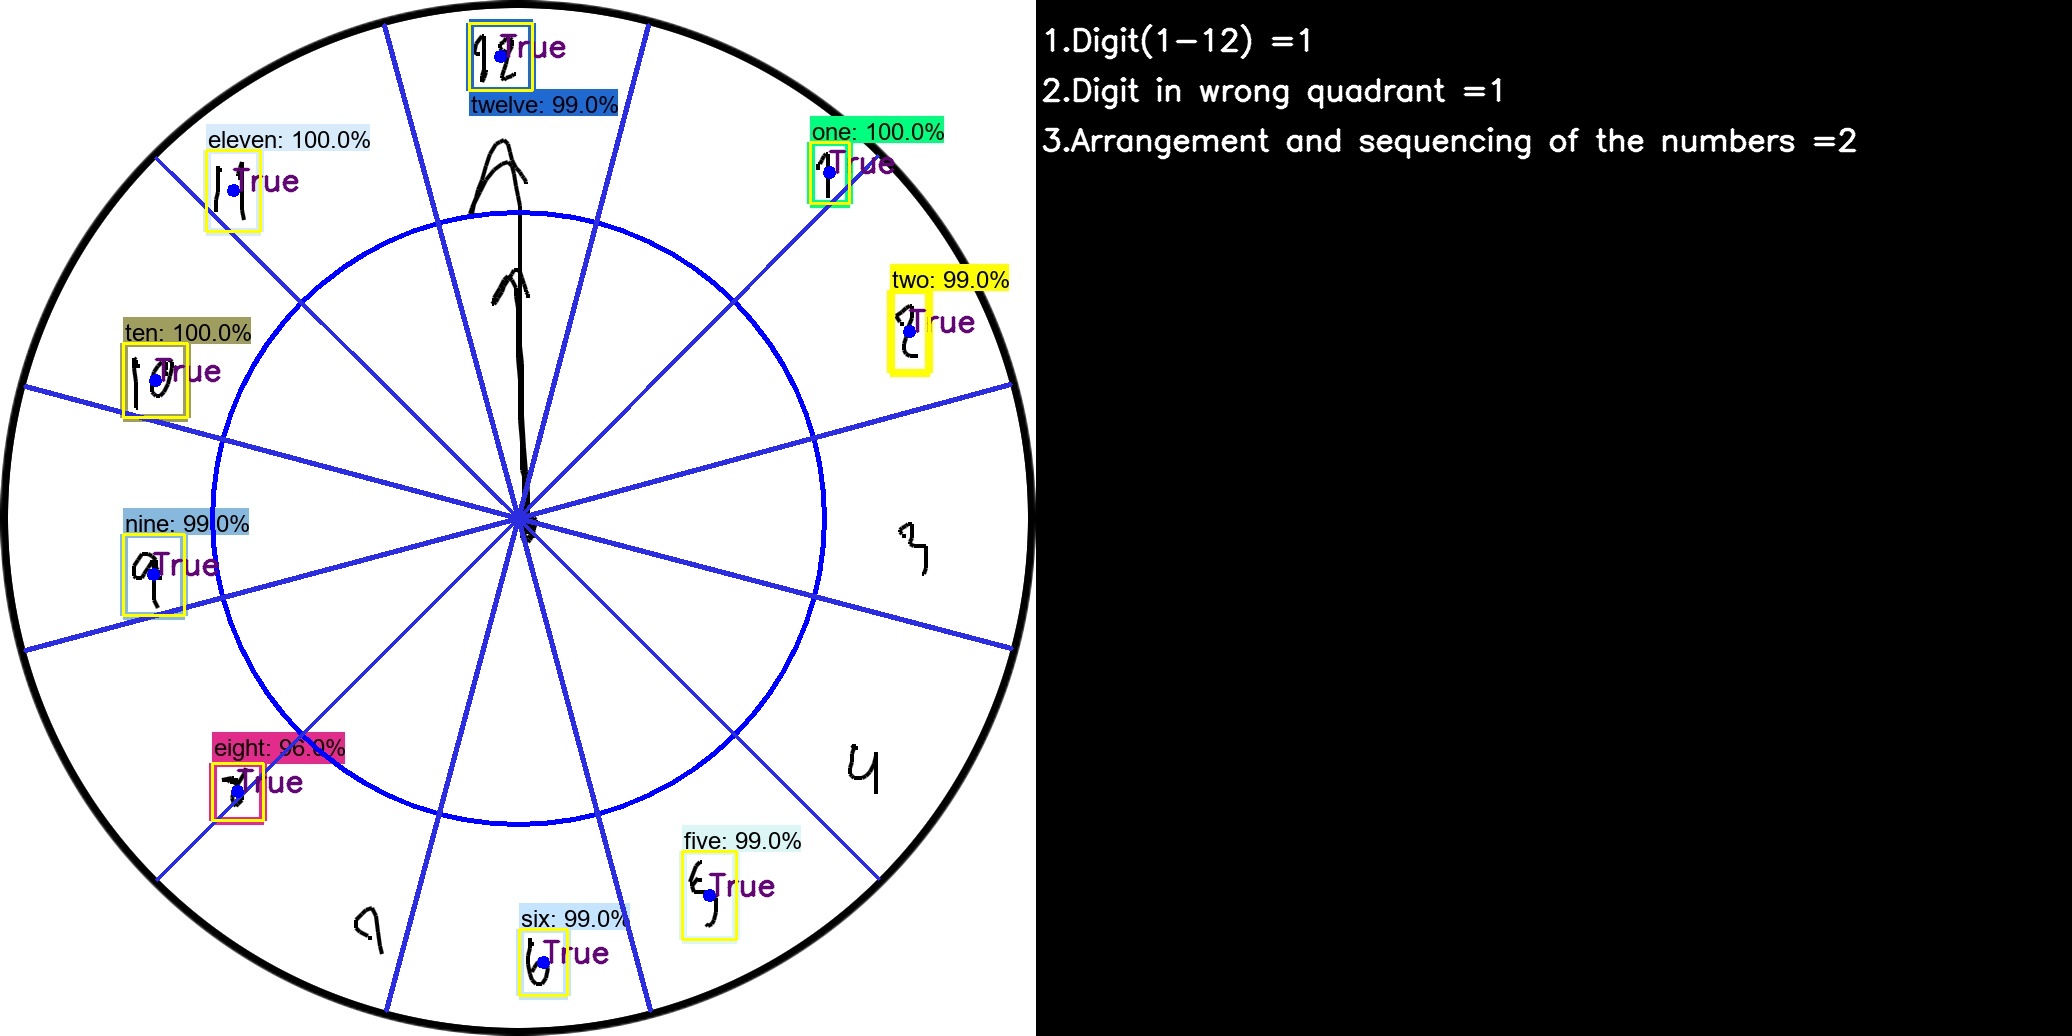 12
True
twelve: 99.0%
eleven: 100.0%
11
True
one: 100.0%
1
True
two: 99.0%
2
True
ten: 100.0%
10
True
3
nine: 99.0%
9
True
eight: 96.0%
True
4
five: 99.0%
5
True
six: 99.0%
6
True
1.Digit(1-12) =1
2.Digit in wrong quadrant =1
3.Arrangement and sequencing of the numbers =2